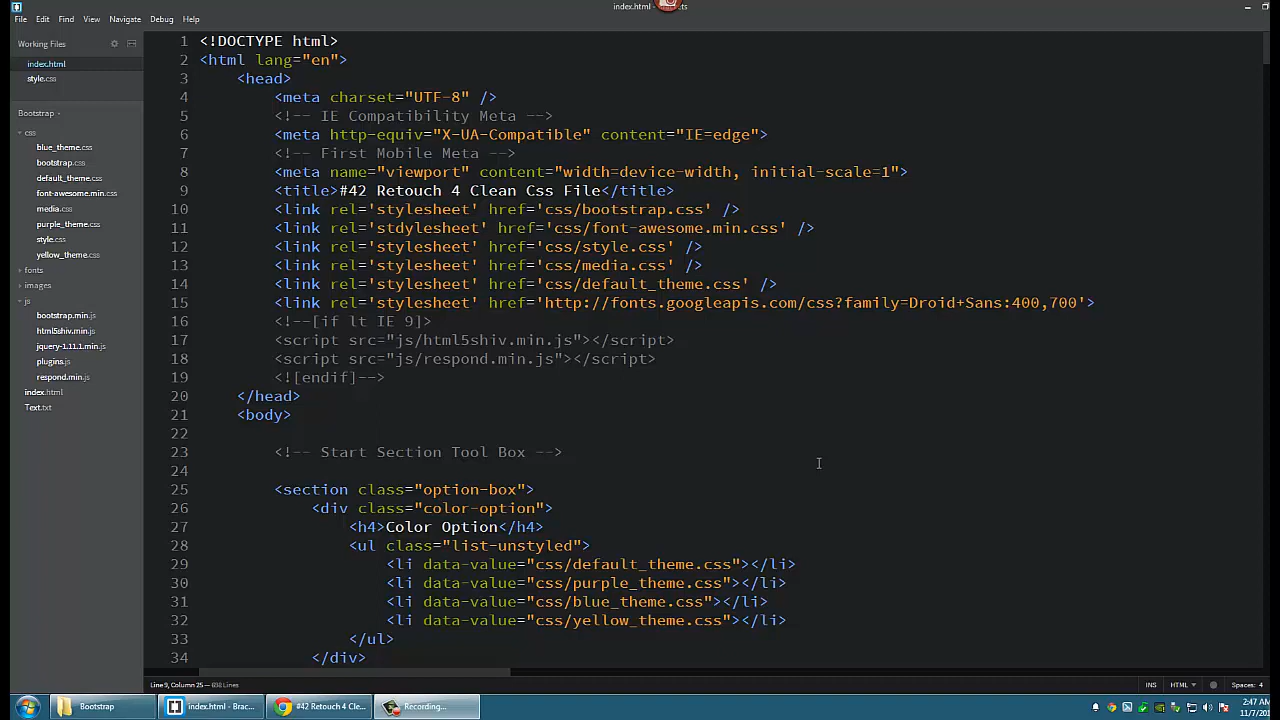 index.html -
File Edit Find View Navigate Debug Help
Working Files
index.html
style.css
Bootstrap
css
blue_theme.css
bootstrap.css
default_theme.css
font-awesome.min.css
media.css
purple_theme.css
style.css
yellow_theme.css
fonts
images
js
bootstrap.min.js
html5shiv.min.js
jquery-1.11.1.min.js
plugins.js
respond.min.js
index.html
Text.txt
1 <!DOCTYPE html>
2 <html lang="en">
3 <head>
4 <meta charset="UTF-8" />
5 <!-- IE Compatibility Meta -->
6 <meta http-equiv="X-UA-Compatible" content="IE=edge">
7 <!-- First Mobile Meta -->
8 <meta name="viewport" content="width=device-width, initial-scale=1">
9 <title>#42 Retouch 4 Clean Css File</title>
10 <link rel='stylesheet' href='css/bootstrap.css' />
11 <link rel='stdylesheet' href='css/font-awesome.min.css' />
12 <link rel='stylesheet' href='css/style.css' />
13 <link rel='stylesheet' href='css/media.css' />
14 <link rel='stylesheet' href='css/default_theme.css' />
15 <link rel='stylesheet' href='http://fonts.googleapis.com/css?family=Droid+Sans:400,700'>
16 <!--[if lt IE 9]>
17 <script src="js/html5shiv.min.js"></script>
18 <script src="js/respond.min.js"></script>
19 <![endif]-->
20 </head>
21 <body>
22
23 <!-- Start Section Tool Box -->
24
25 <section class="option-box">
26 <div class="color-option">
27 <h4>Color Option</h4>
28 <ul class="list-unstyled">
29 <li data-value="css/default_theme.css"></li>
30 <li data-value="css/purple_theme.css"></li>
31 <li data-value="css/blue_theme.css"></li>
32 <li data-value="css/yellow_theme.css"></li>
33 </ul>
34 </div>
Line 9, Column 25 — 698 Lines
INS HTML Spaces: 4
Bootstrap
index.html - Brac...
#42 Retouch 4 Cle...
Recording...
2:47 AM
11/7/201